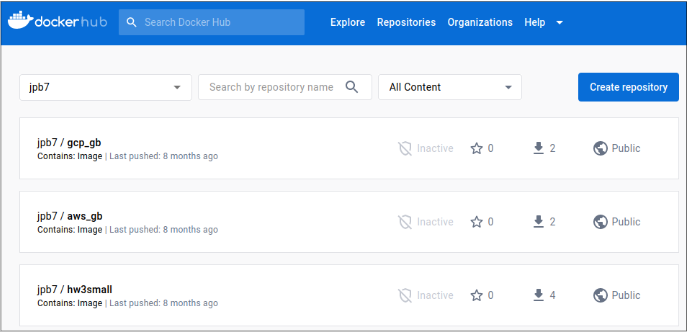 dockerhub Search Docker Hub Explore Repositories Organizations Help
jpb7 Search by repository name All Content Create repository
jpb7 / gcp_gb
Contains: Image | Last pushed: 8 months ago
Inactive 0 2 Public
jpb7 / aws_gb
Contains: Image | Last pushed: 8 months ago
Inactive 0 2 Public
jpb7 / hw3small
Contains: Image | Last pushed: 8 months ago
Inactive 0 4 Public